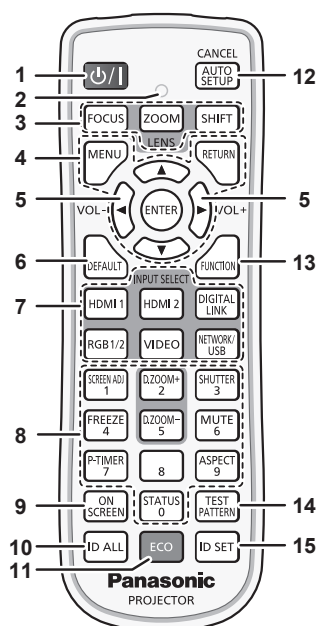 CANCEL
1 ⏻/| AUTO SETUP 12
2
3 FOCUS ZOOM SHIFT
LENS
4 MENU RETURN
5 5
VOL- ◀ ENTER ▶ VOL+
▲
▼
6 DEFAULT FUNCTION 13
INPUT SELECT
7 HDMI 1 HDMI 2 DIGITAL LINK
RGB1/2 VIDEO NETWORK/ USB
SCREEN ADJ 1 D.ZOOM+ 2 SHUTTER 3
8 FREEZE 4 D.ZOOM− 5 MUTE 6
P-TIMER 7 8 ASPECT 9
9 ON SCREEN STATUS 0 TEST PATTERN 14
10 ID ALL ECO ID SET 15
11
Panasonic
PROJECTOR